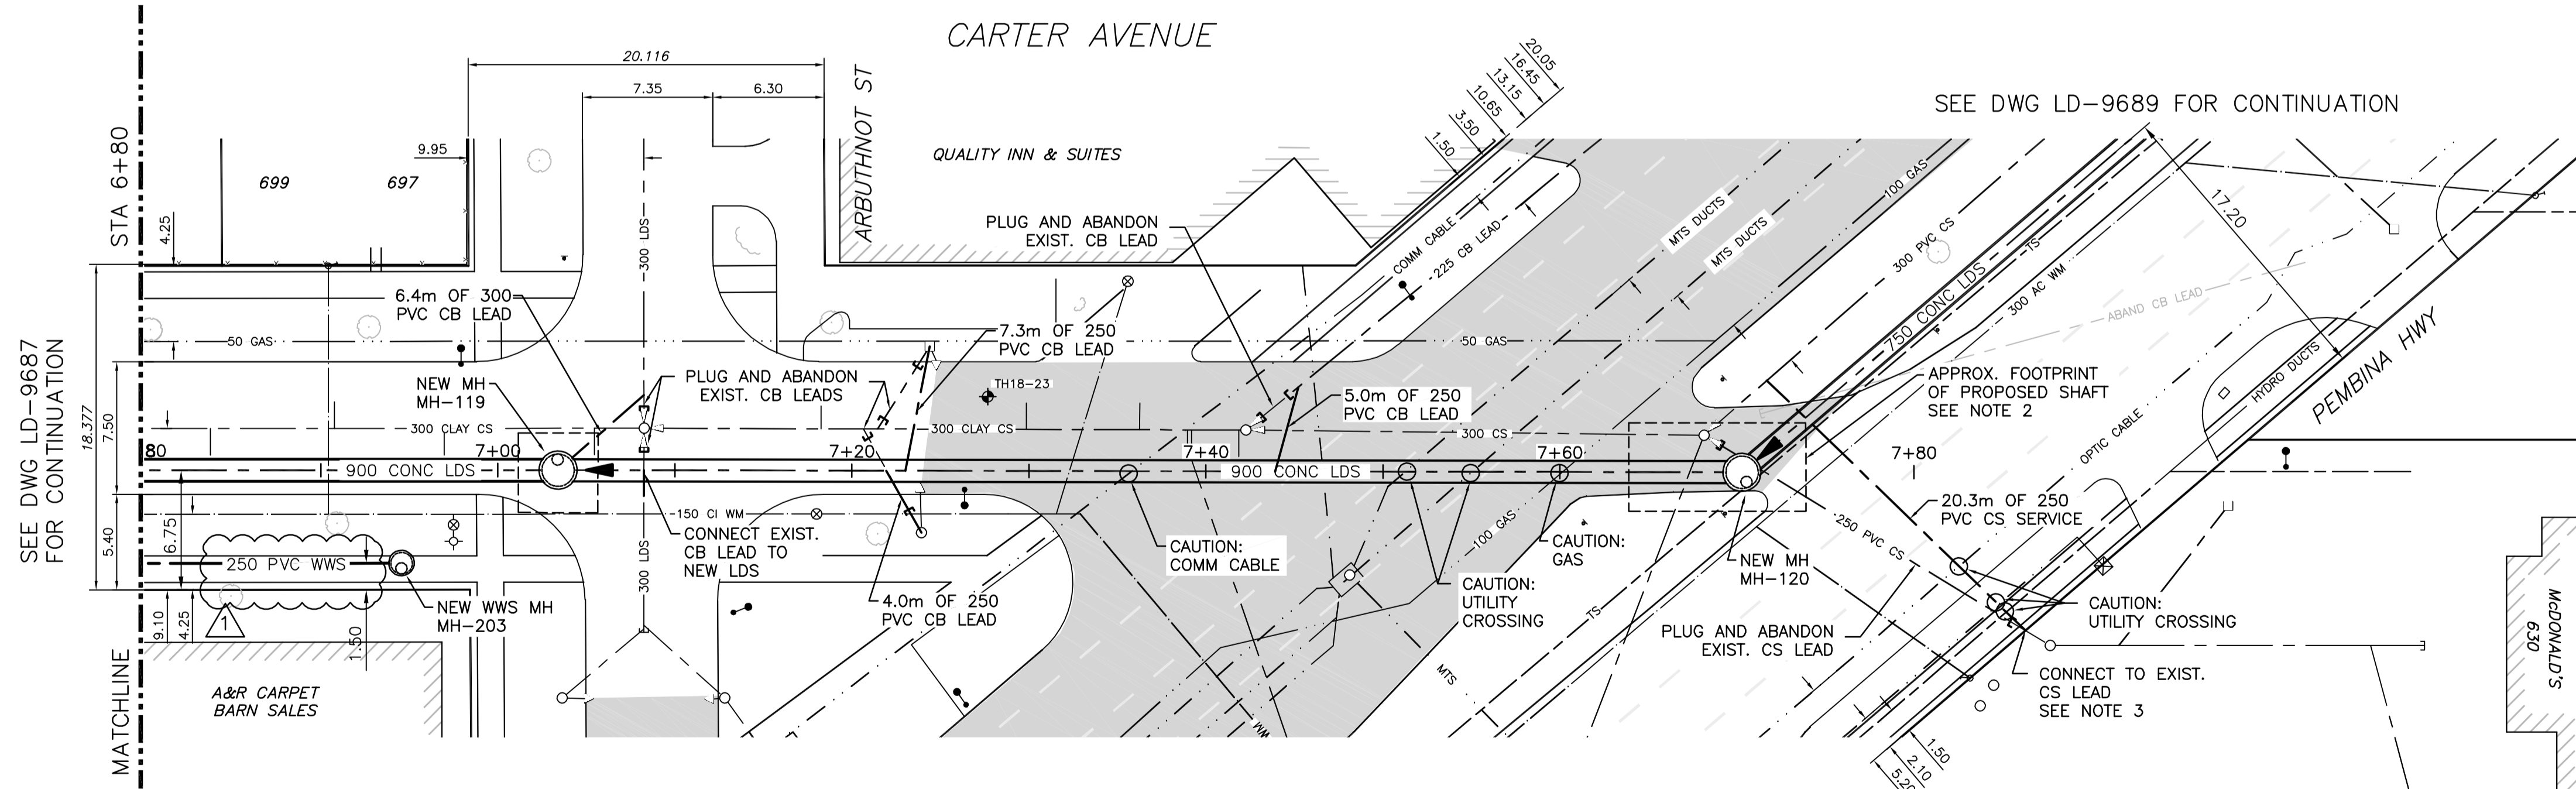 CARTER AVENUE
SEE DWG LD-9689 FOR CONTINUATION
STA 6+80
MATCHLINE
SEE DWG LD-9687
FOR CONTINUATION
20.116
7.35
6.30
9.95
699
697
4.25
ARBUTHNOT ST
QUALITY INN & SUITES
300 LDS
PLUG AND ABANDON
EXIST. CB LEAD
1.50
3.50
10.65
13.15
16.45
20.05
COMM CABLE
225 CB LEAD
MTS DUCTS
MTS DUCTS
100 GAS
300 PVC CS
750 CONC LDS
TS
300 AC WM
ABAND CB LEAD
17.20
PEMBINA HWY
HYDRO DUCTS
OPTIC CABLE
6.4m OF 300
PVC CB LEAD
50 GAS
7.3m OF 250
PVC CB LEAD
50 GAS
NEW MH
MH-119
PLUG AND ABANDON
EXIST. CB LEADS
TH18-23
5.0m OF 250
PVC CB LEAD
APPROX. FOOTPRINT
OF PROPOSED SHAFT
SEE NOTE 2
18.377
7.50
5.40
6.75
300 CLAY CS
300 CLAY CS
300 CS
80
7+00
7+20
7+40
7+60
7+80
900 CONC LDS
900 CONC LDS
150 CI WM
CONNECT EXIST.
CB LEAD TO
NEW LDS
300 LDS
250 PVC WWS
NEW WWS MH
MH-203
1
9.10
4.25
1.50
A&R CARPET
BARN SALES
4.0m OF 250
PVC CB LEAD
CAUTION:
COMM CABLE
100 GAS
CAUTION:
UTILITY
CROSSING
CAUTION:
GAS
TS
MTS
WM
NEW MH
MH-120
250 PVC CS
20.3m OF 250
PVC CS SERVICE
PLUG AND ABANDON
EXIST. CS LEAD
CAUTION:
UTILITY CROSSING
CONNECT TO EXIST.
CS LEAD
SEE NOTE 3
1.50
2.10
5.20
McDONALD'S
630